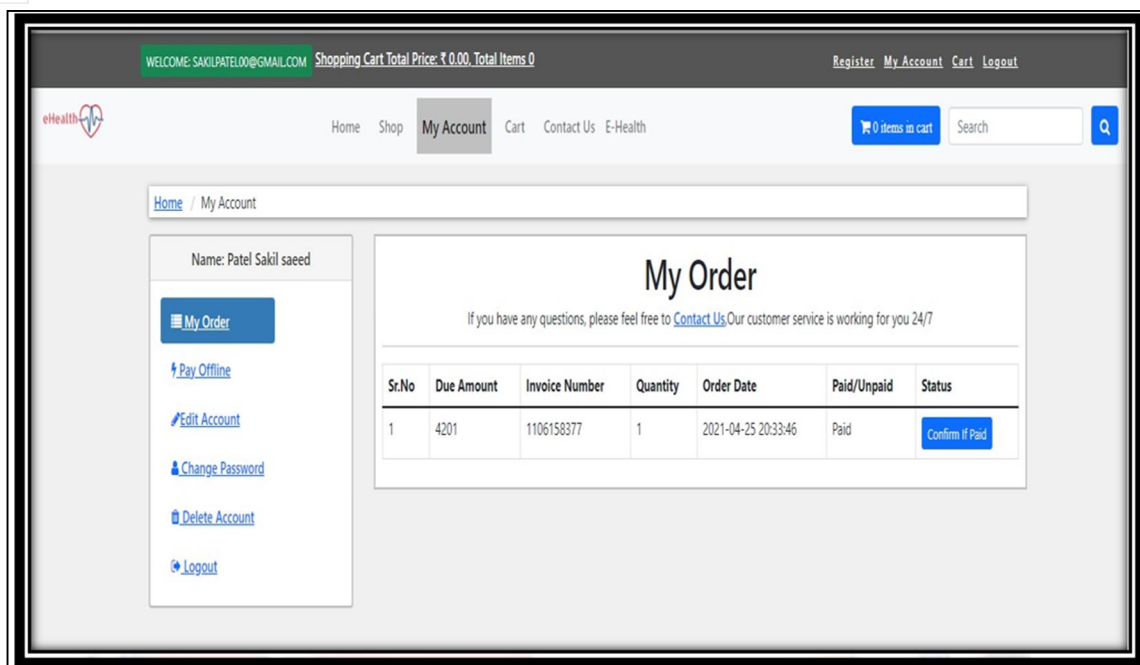 WELCOME: SAKILPATEL00@GMAIL.COM Shopping Cart Total Price: ₹ 0.00, Total Items 0 Register My Account Cart Logout
eHealth Home Shop My Account Cart Contact Us E-Health 0 items in cart Search
Home / My Account
Name: Patel Sakil saeed
My Order
Pay Offline
Edit Account
Change Password
Delete Account
Logout
My Order
If you have any questions, please feel free to Contact Us,Our customer service is working for you 24/7
Sr.No Due Amount Invoice Number Quantity Order Date Paid/Unpaid Status
1 4201 1106158377 1 2021-04-25 20:33:46 Paid Confirm If Paid